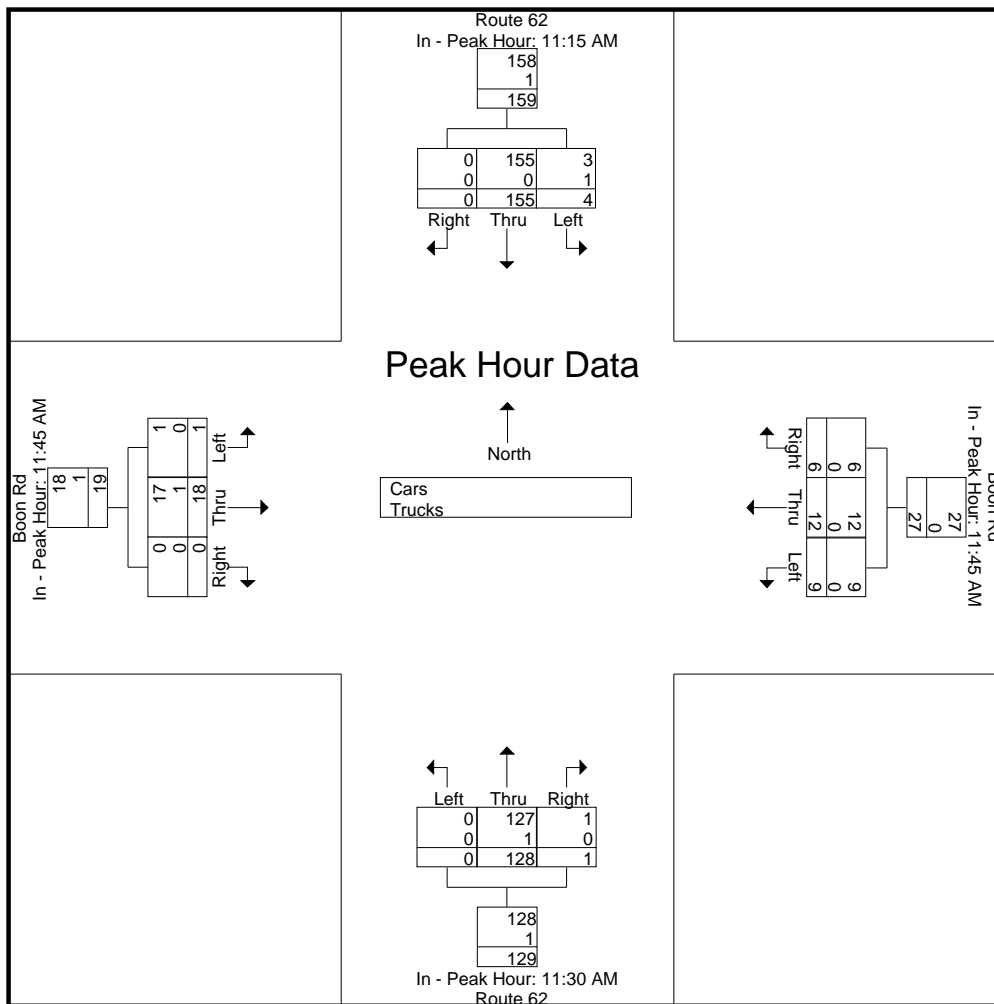 Route 62
In - Peak Hour: 11:15 AM
158
1
159
0 155 3
0 0 1
0 155 4
Right Thru Left
Peak Hour Data
North
Cars
Trucks
Boon Rd
In - Peak Hour: 11:45 AM
18
1
19
1 17 0
0 1 0
1 18 0
Left Thru Right
Boon Rd
In - Peak Hour: 11:45 AM
27
0
27
6 12 9
0 0 0
6 12 9
Right Thru Left
Left Thru Right
0 127 1
0 1 0
0 128 1
128
1
129
In - Peak Hour: 11:30 AM
Route 62